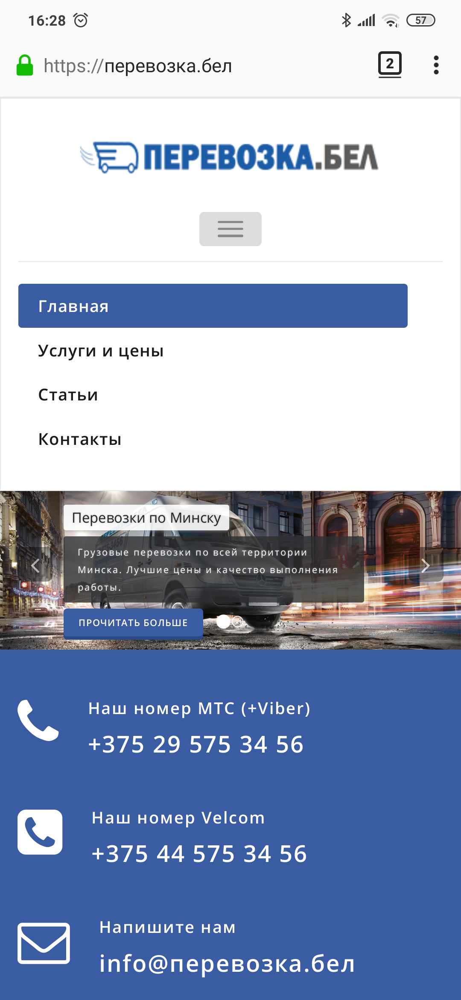 16:28
57
https://перевозка.бел
2
ПЕРЕВОЗКА.БЕЛ
Главная
Услуги и цены
Статьи
Контакты
Перевозки по Минску
Грузовые перевозки по всей территории
Минска. Лучшие цены и качество выполнения
работы.
ПРОЧИТАТЬ БОЛЬШЕ
Наш номер МТС (+Viber)
+375 29 575 34 56
Наш номер Velcom
+375 44 575 34 56
Напишите нам
info@перевозка.бел